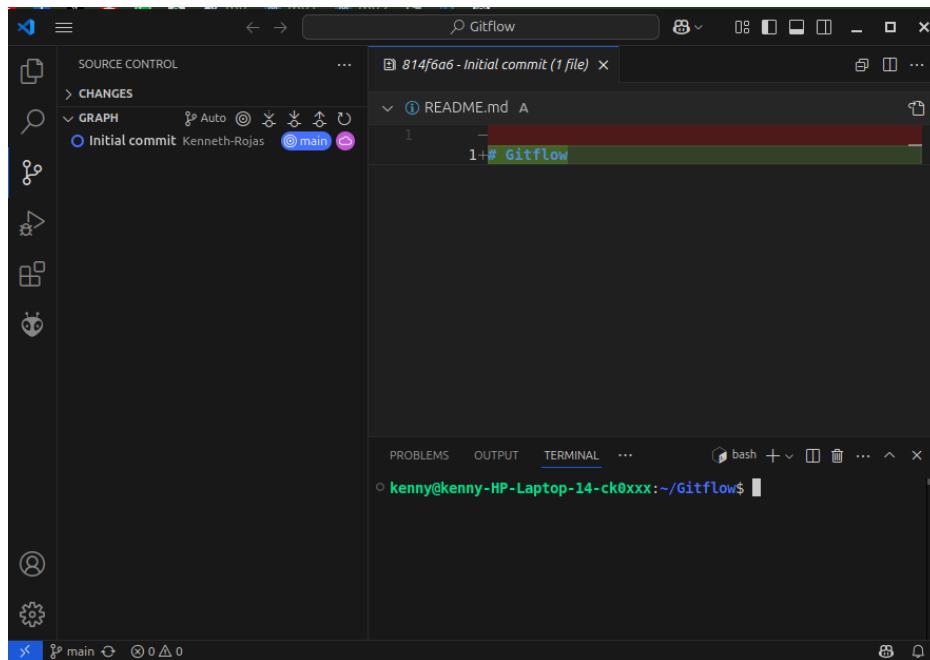 Gitflow
SOURCE CONTROL
CHANGES
GRAPH Auto
Initial commit Kenneth-Rojas main
814f6a6 - Initial commit (1 file)
README.md A
1 -
1+# Gitflow
PROBLEMS OUTPUT TERMINAL ... bash
kenny@kenny-HP-Laptop-14-ck0xxx:~/Gitflow$
main 0 0